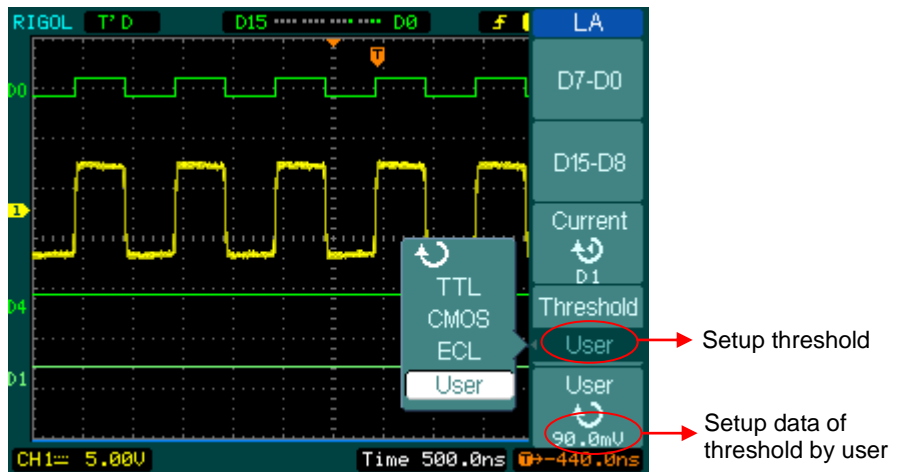 RIGOL T'D D15 D0 LA
D7-D0
D15-D8
Current
D1
Threshold
User
User
90.0mV
D0
1
D4
D1
T
TTL
CMOS
ECL
User
Setup threshold
Setup data of
threshold by user
CH1 5.00V Time 500.0ns T→-440.0ns